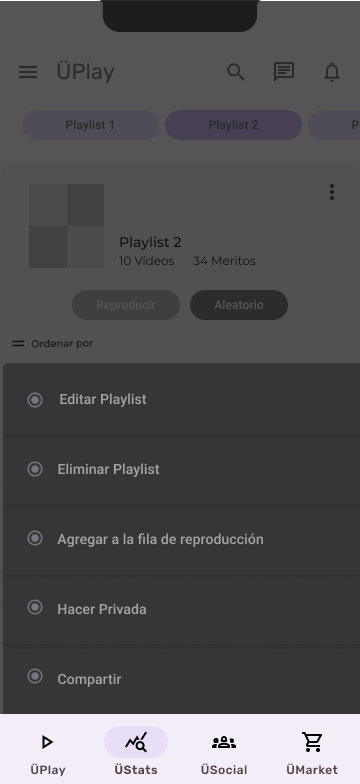 ÜPlay
Playlist 1
Playlist 2
P
Playlist 2
10 Vídeos 34 Meritos
Reproducir
Aleatorio
Ordenar por
Editar Playlist
Eliminar Playlist
Agregar a la fila de reproducción
Hacer Privada
Compartir
ÜPlay
ÜStats
ÜSocial
ÜMarket